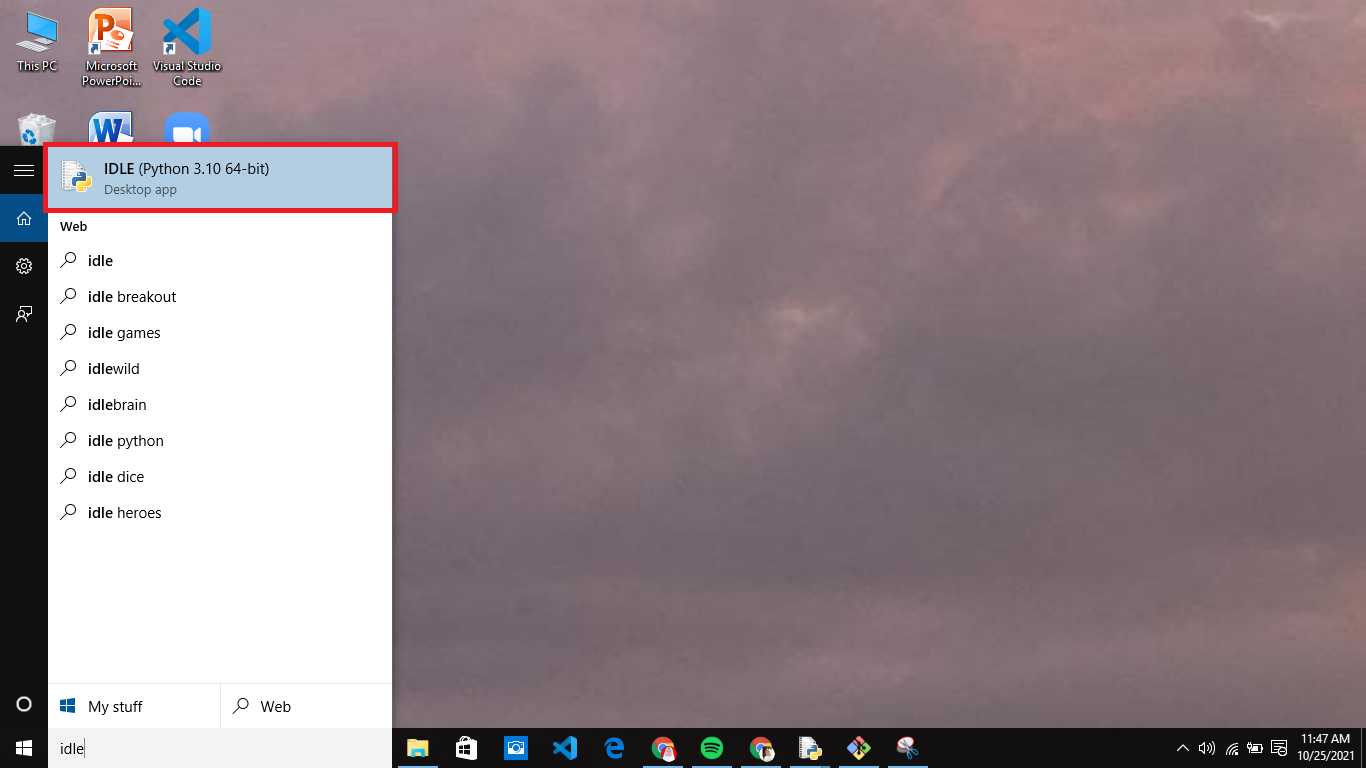 This PC
Microsoft
PowerPoi...
Visual Studio
Code
IDLE (Python 3.10 64-bit)
Desktop app
Web
idle
idle breakout
idle games
idlewild
idlebrain
idle python
idle dice
idle heroes
My stuff
Web
idle
11:47 AM
10/25/2021